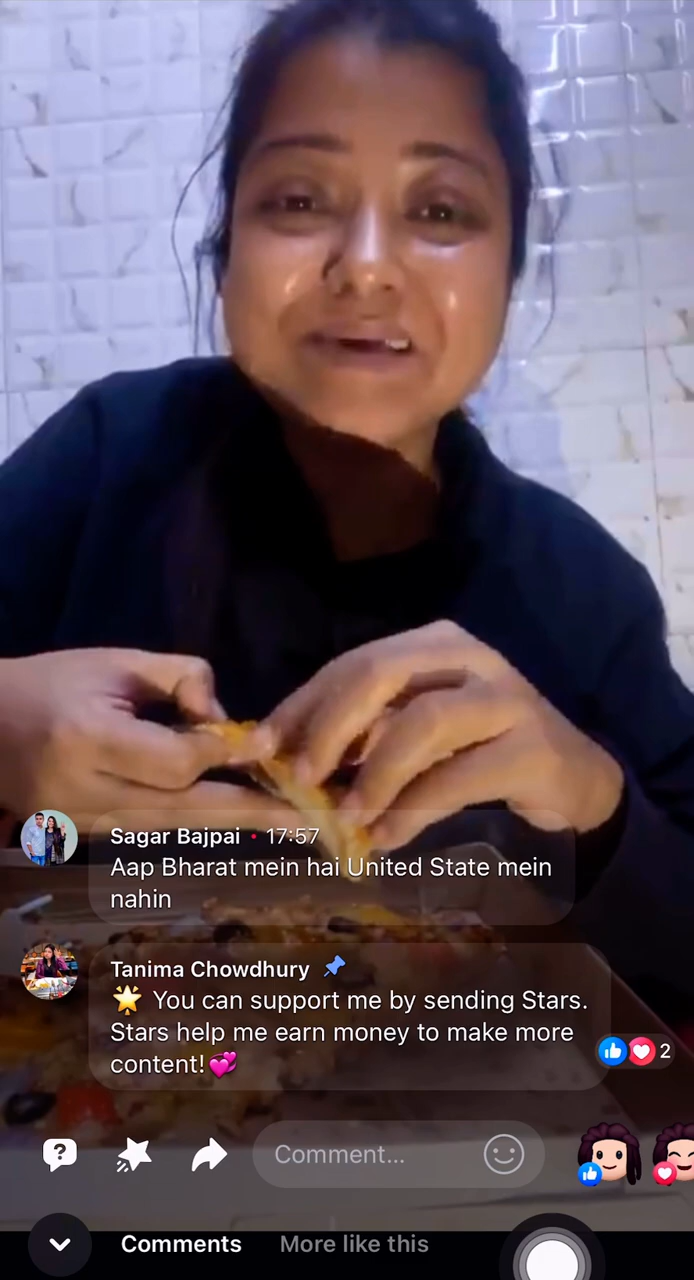 Sagar Bajpai • 17:57
Aap Bharat mein hai United State mein
nahin
Tanima Chowdhury
You can support me by sending Stars.
Stars help me earn money to make more
content!
2
Comment...
Comments
More like this